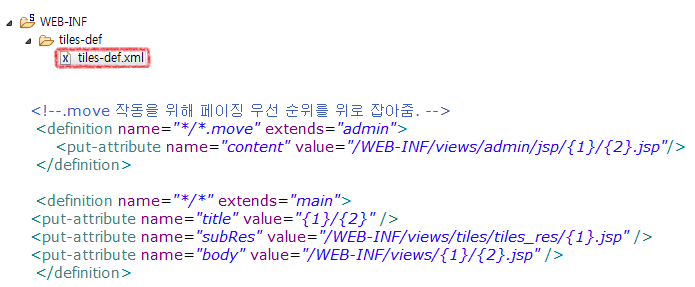 WEB-INF
tiles-def
tiles-def.xml
<!--.move 작동을 위해 페이징 우선 순위를 위로 잡아줌. -->
<definition name="*/*.move" extends="admin">
<put-attribute name="content" value="/WEB-INF/views/admin/jsp/{1}/{2}.jsp"/>
</definition>
<definition name="*/*" extends="main">
<put-attribute name="title" value="{1}/{2}" />
<put-attribute name="subRes" value="/WEB-INF/views/tiles/tiles_res/{1}.jsp" />
<put-attribute name="body" value="/WEB-INF/views/{1}/{2}.jsp" />
</definition>